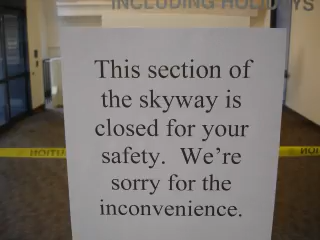 INCLUDING HOLIDAYS
This section of
the skyway is
closed for your
safety.  We're
sorry for the
inconvenience.